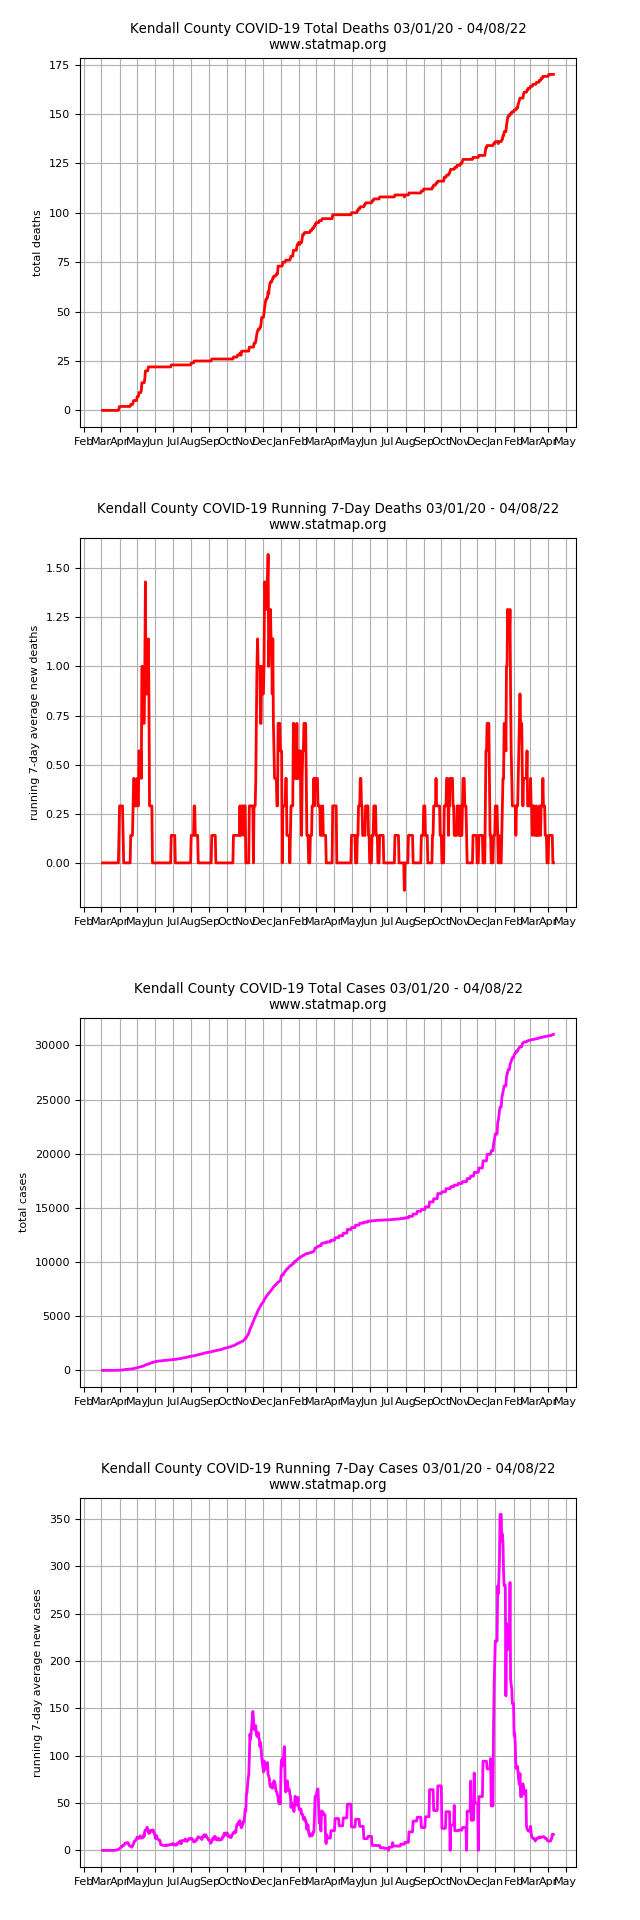 Kendall County COVID-19 Total Deaths 03/01/20 - 04/08/22
www.statmap.org
175
150
125
100
75
50
25
0
total deaths
Feb Mar Apr May Jun Jul Aug Sep Oct Nov Dec Jan Feb Mar Apr May Jun Jul Aug Sep Oct Nov Dec Jan Feb Mar Apr May
Kendall County COVID-19 Running 7-Day Deaths 03/01/20 - 04/08/22
www.statmap.org
1.50
1.25
1.00
0.75
0.50
0.25
0.00
running 7-day average new deaths
Feb Mar Apr May Jun Jul Aug Sep Oct Nov Dec Jan Feb Mar Apr May Jun Jul Aug Sep Oct Nov Dec Jan Feb Mar Apr May
Kendall County COVID-19 Total Cases 03/01/20 - 04/08/22
www.statmap.org
30000
25000
20000
15000
10000
5000
0
total cases
Feb Mar Apr May Jun Jul Aug Sep Oct Nov Dec Jan Feb Mar Apr May Jun Jul Aug Sep Oct Nov Dec Jan Feb Mar Apr May
Kendall County COVID-19 Running 7-Day Cases 03/01/20 - 04/08/22
www.statmap.org
350
300
250
200
150
100
50
0
running 7-day average new cases
Feb Mar Apr May Jun Jul Aug Sep Oct Nov Dec Jan Feb Mar Apr May Jun Jul Aug Sep Oct Nov Dec Jan Feb Mar Apr May